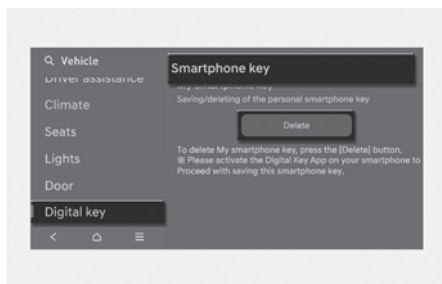 Vehicle
Driver assistance
Climate
Seats
Lights
Door
Digital key
Smartphone key
My smartphone key
Saving/deleting of the personal smartphone key
Delete
To delete My smartphone key, press the [Delete] button.
※ Please activate the Digital Key App on your smartphone to
Proceed with saving this smartphone key.